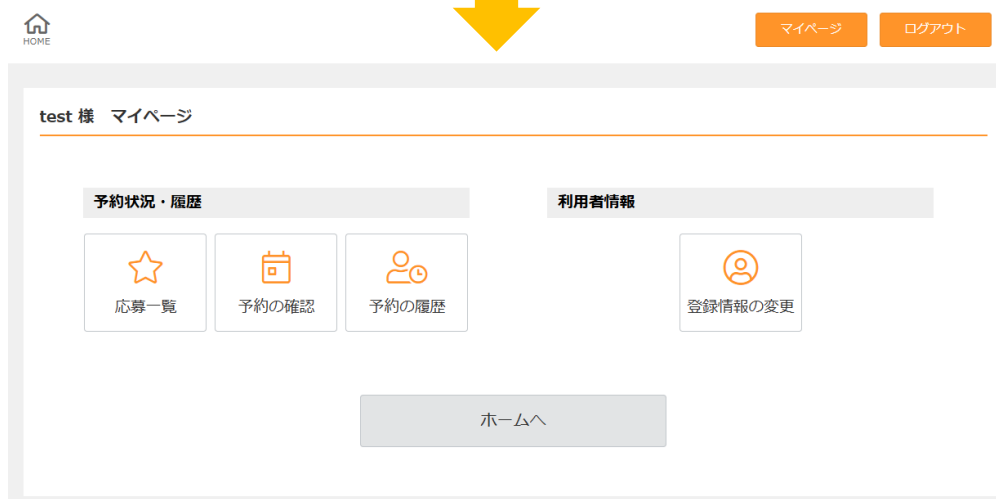 HOME
マイページ
ログアウト
test 様　マイページ
予約状況・履歴
利用者情報
応募一覧
予約の確認
予約の履歴
登録情報の変更
ホームへ